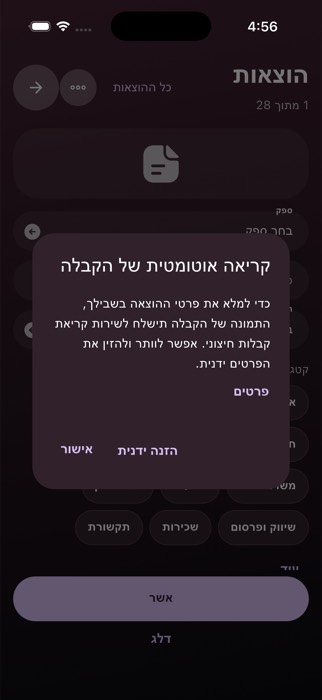 4:56
הוצאות
כל ההוצאות
1 מתוך 28
ספק
בחר ספק
קריאה אוטומטית של הקבלה
כדי למלא את פרטי ההוצאה בשבילך,
התמונה של הקבלה תישלח לשירות קריאת
קבלות חיצוני. אפשר לוותר ולהזין את
הפרטים ידנית.
פרטים
הזנה ידנית
אישור
שיווק ופרסום
שכירות
תקשורת
אשר
דלג